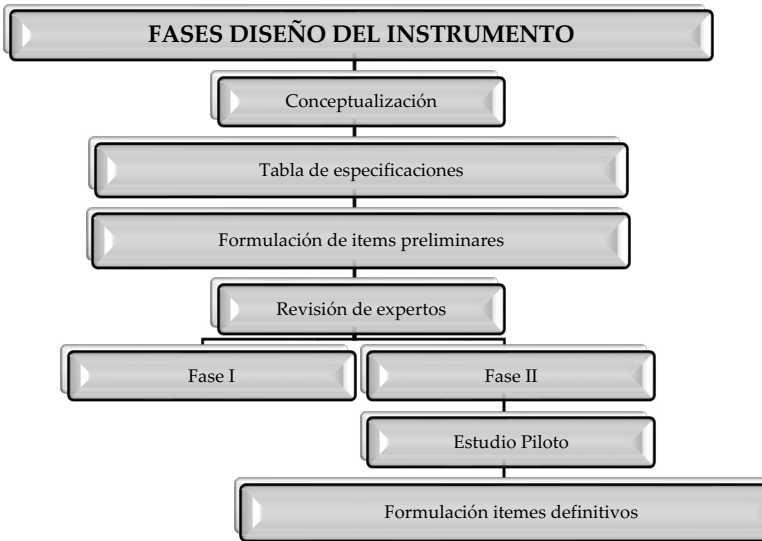 FASES DISEÑO DEL INSTRUMENTO
Conceptualización
Tabla de especificaciones
Formulación de items preliminares
Revisión de expertos
Fase I
Fase II
Estudio Piloto
Formulación itemes definitivos